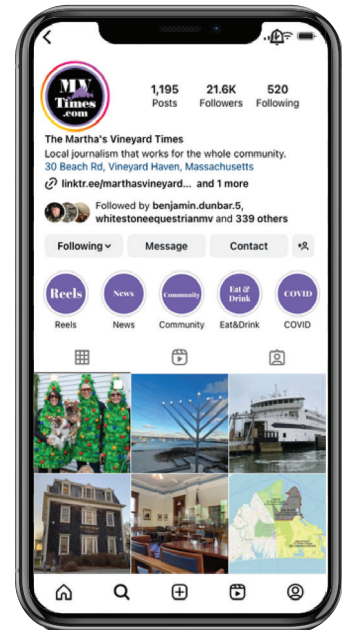 MV
Times
.com
1,195 21.6K 520
Posts Followers Following
The Martha's Vineyard Times
Local journalism that works for the whole community.
30 Beach Rd, Vineyard Haven, Massachusetts
linktr.ee/marthasvineyard... and 1 more
Followed by benjamin.dunbar.5,
whitestoneequestrianmv and 339 others
Following Message Contact
Reels News Community Eat & Drink COVID
Reels News Community Eat&Drink COVID